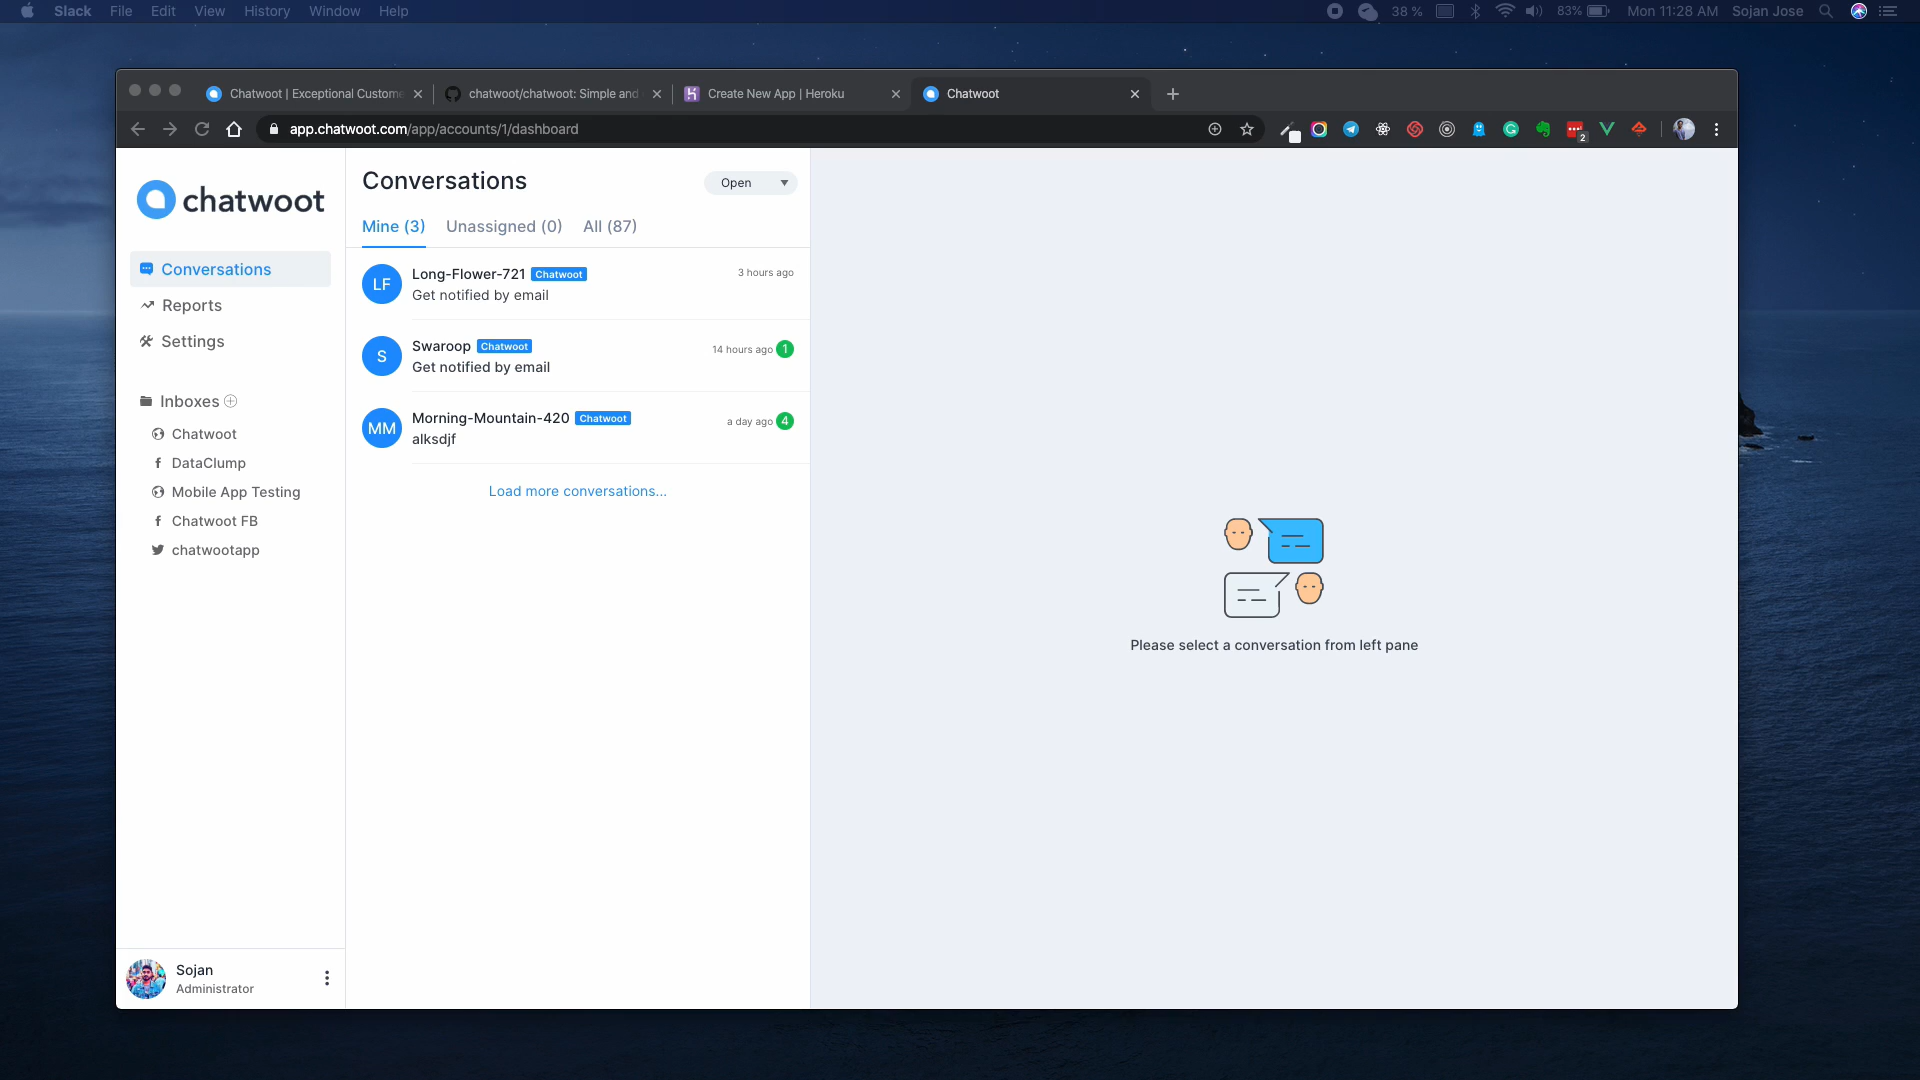 Slack File Edit View History Window Help
38 % 83% Mon 11:28 AM Sojan Jose
Chatwoot | Exceptional Custome
chatwoot/chatwoot: Simple and
Create New App | Heroku
Chatwoot
app.chatwoot.com/app/accounts/1/dashboard
2
chatwoot
Conversations
Reports
Settings
Inboxes
Chatwoot
DataClump
Mobile App Testing
Chatwoot FB
chatwootapp
Sojan
Administrator
Conversations
Open
Mine (3) Unassigned (0) All (87)
LF
Long-Flower-721 Chatwoot
3 hours ago
Get notified by email
S
Swaroop Chatwoot
14 hours ago 1
Get notified by email
MM
Morning-Mountain-420 Chatwoot
a day ago 4
alksdjf
Load more conversations...
Please select a conversation from left pane